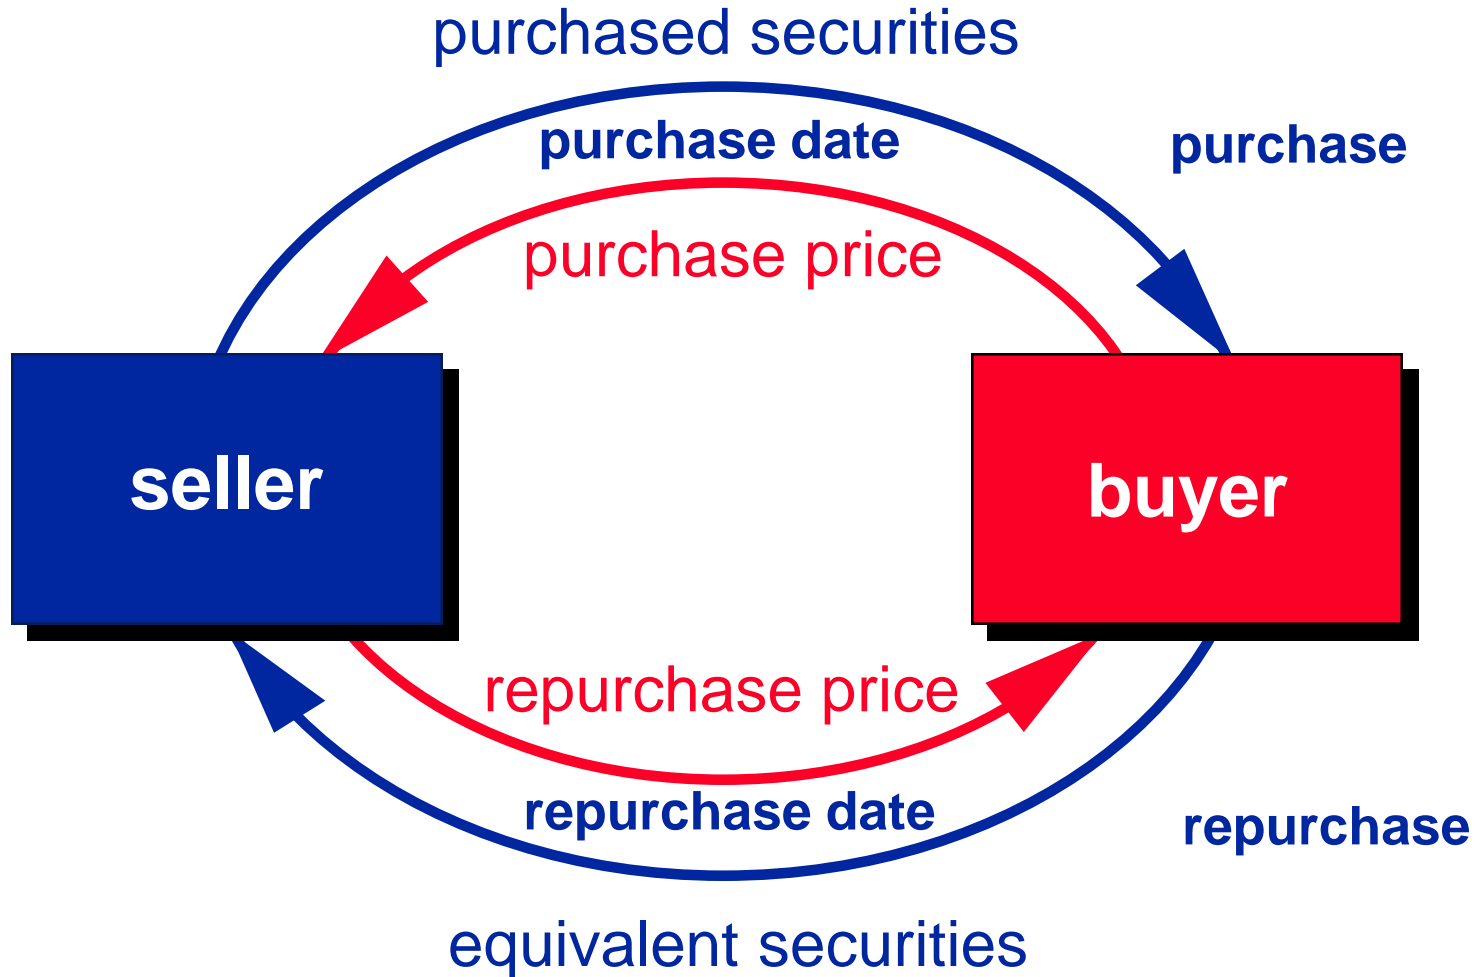 purchased securities
purchase date
purchase
purchase price
seller
buyer
repurchase price
repurchase date
repurchase
equivalent securities